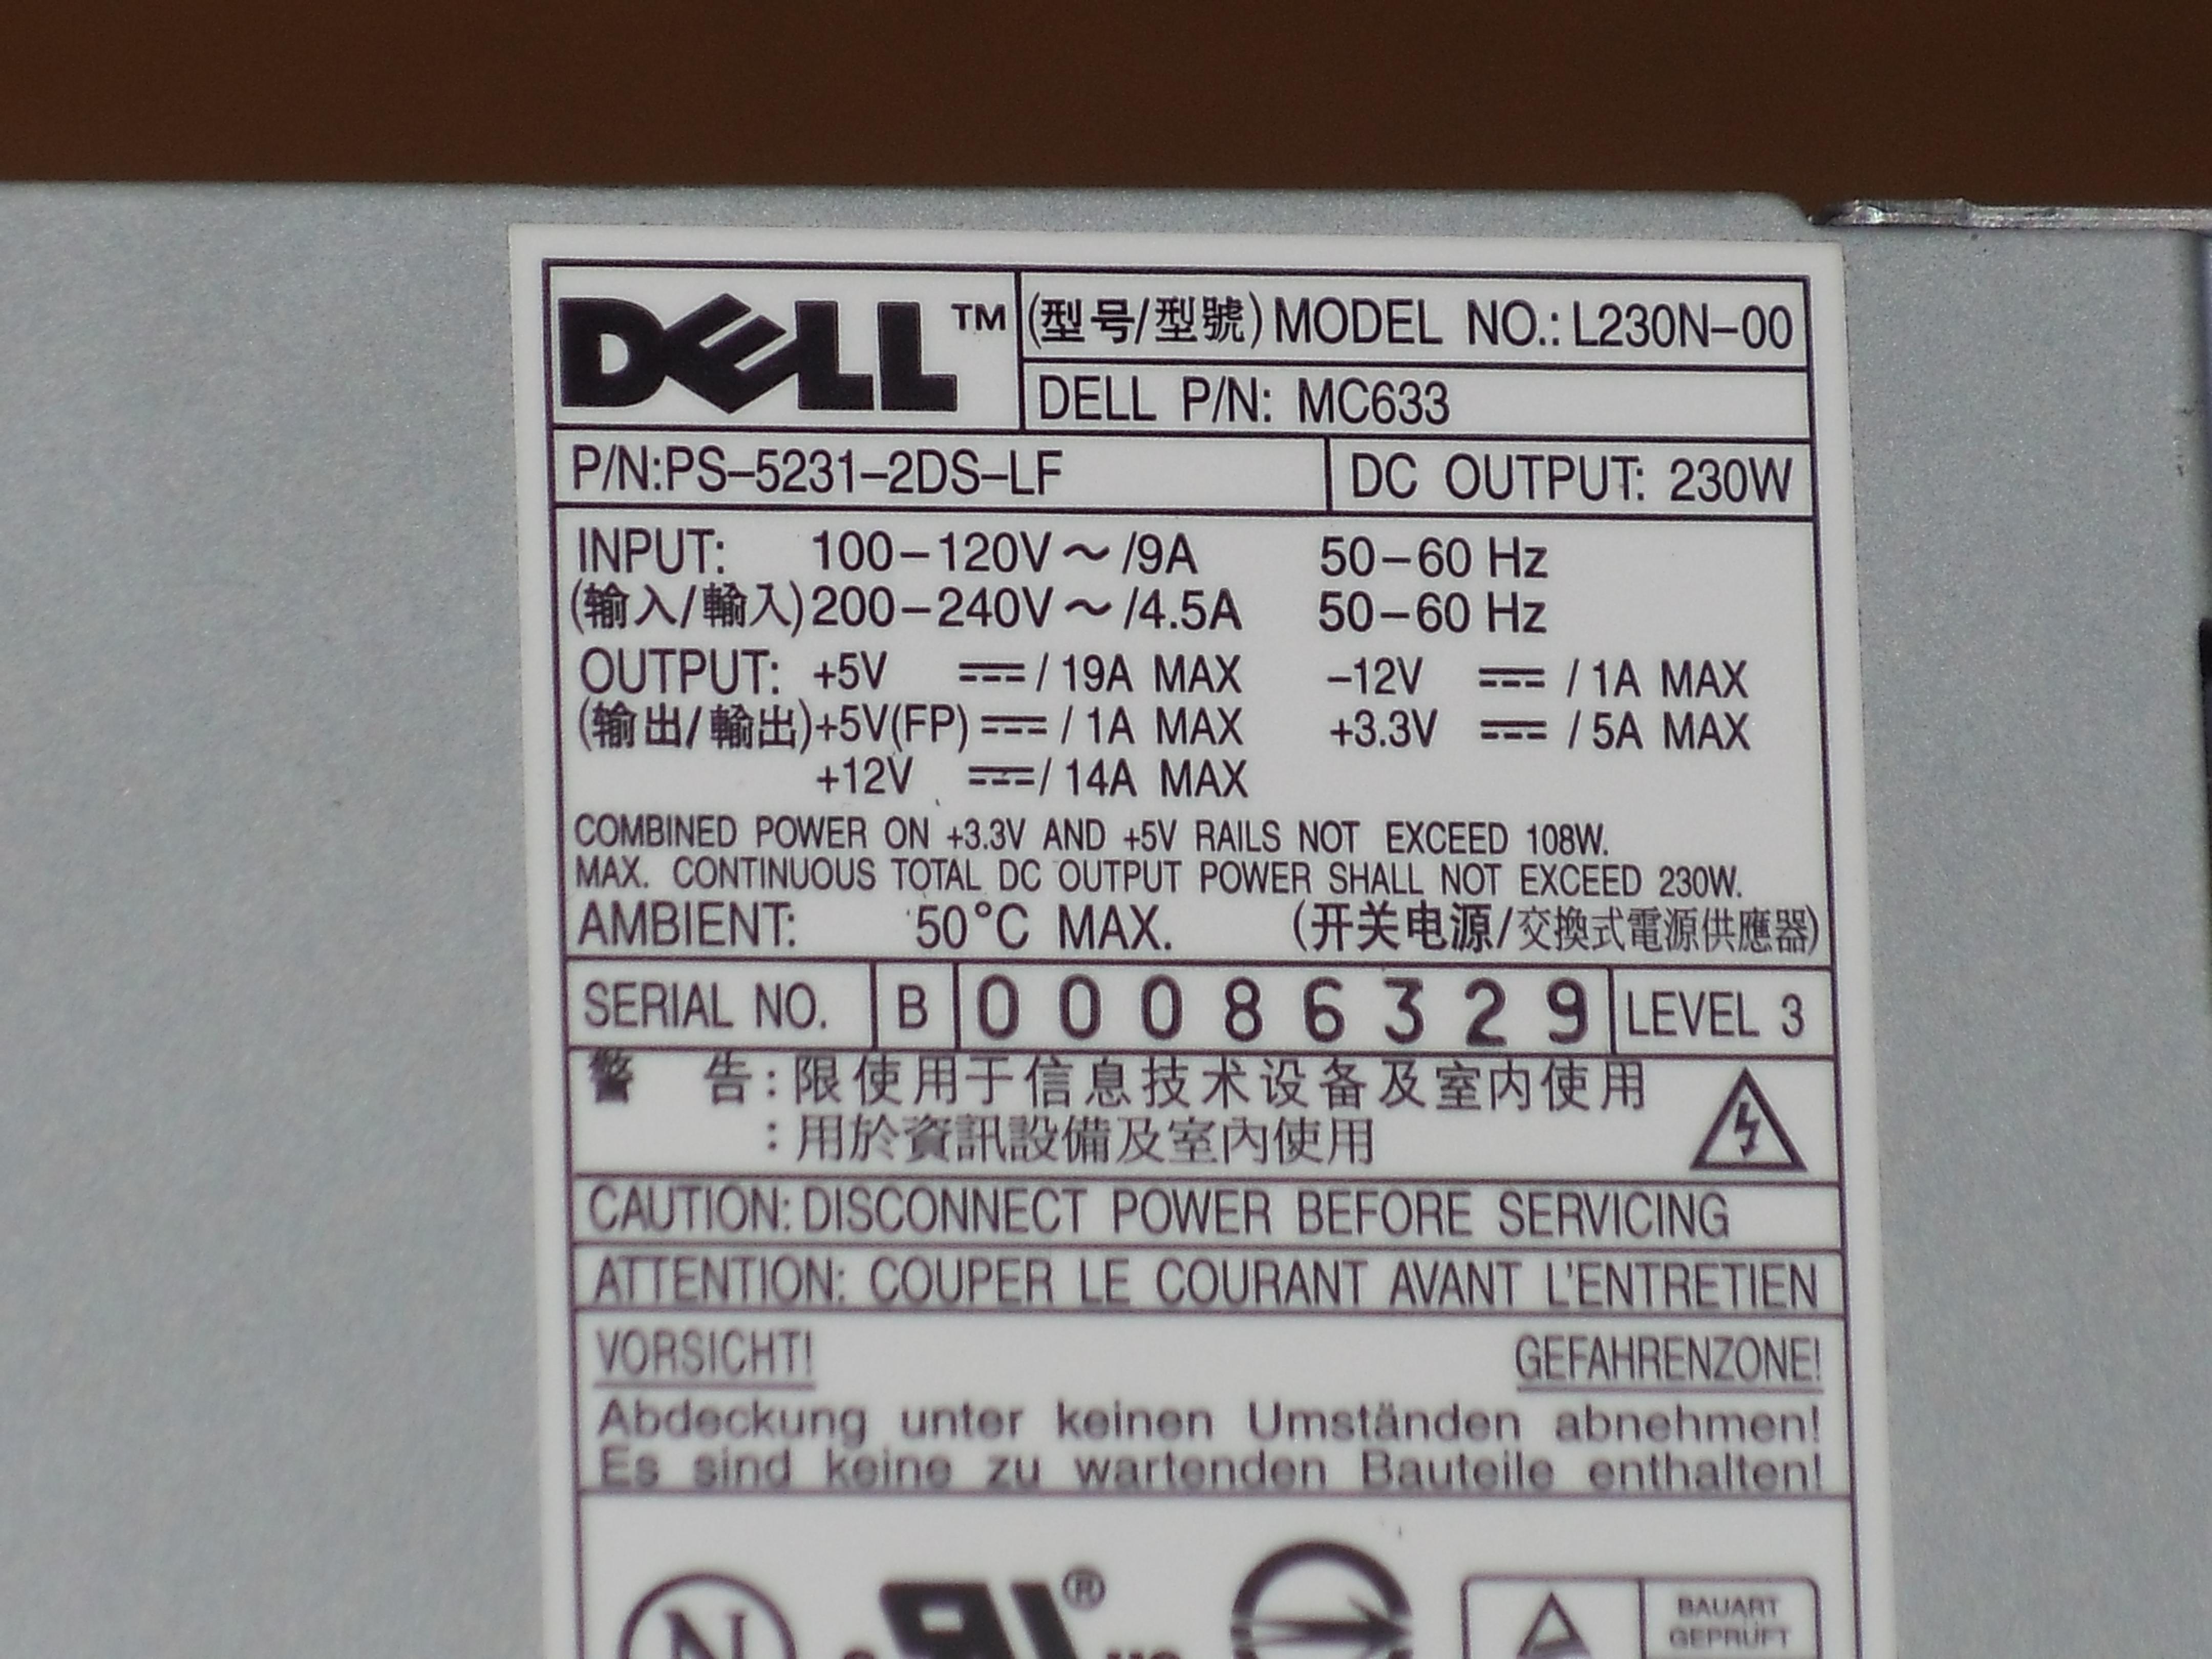 DELL™
(型号/型號) MODEL NO.: L230N-00
DELL P/N: MC633
P/N:PS-5231-2DS-LF
DC OUTPUT: 230W
INPUT: 100-120V～/9A 50-60 Hz
(输入/輸入) 200-240V～/4.5A 50-60 Hz
OUTPUT: +5V ⎓/ 19A MAX -12V ⎓/ 1A MAX
(输出/輸出) +5V(FP) ⎓/ 1A MAX +3.3V ⎓/ 5A MAX
+12V ⎓/ 14A MAX
COMBINED POWER ON +3.3V AND +5V RAILS NOT EXCEED 108W.
MAX. CONTINUOUS TOTAL DC OUTPUT POWER SHALL NOT EXCEED 230W.
AMBIENT: 50°C MAX. (开关电源/交換式電源供應器)
SERIAL NO. B 00086329 LEVEL 3
警 告:限使用于信息技术设备及室内使用
:用於資訊設備及室內使用
CAUTION: DISCONNECT POWER BEFORE SERVICING
ATTENTION: COUPER LE COURANT AVANT L'ENTRETIEN
VORSICHT! GEFAHRENZONE!
Abdeckung unter keinen Umständen abnehmen!
Es sind keine zu wartenden Bauteile enthalten!
N
®
BAUART
GEPRÜFT